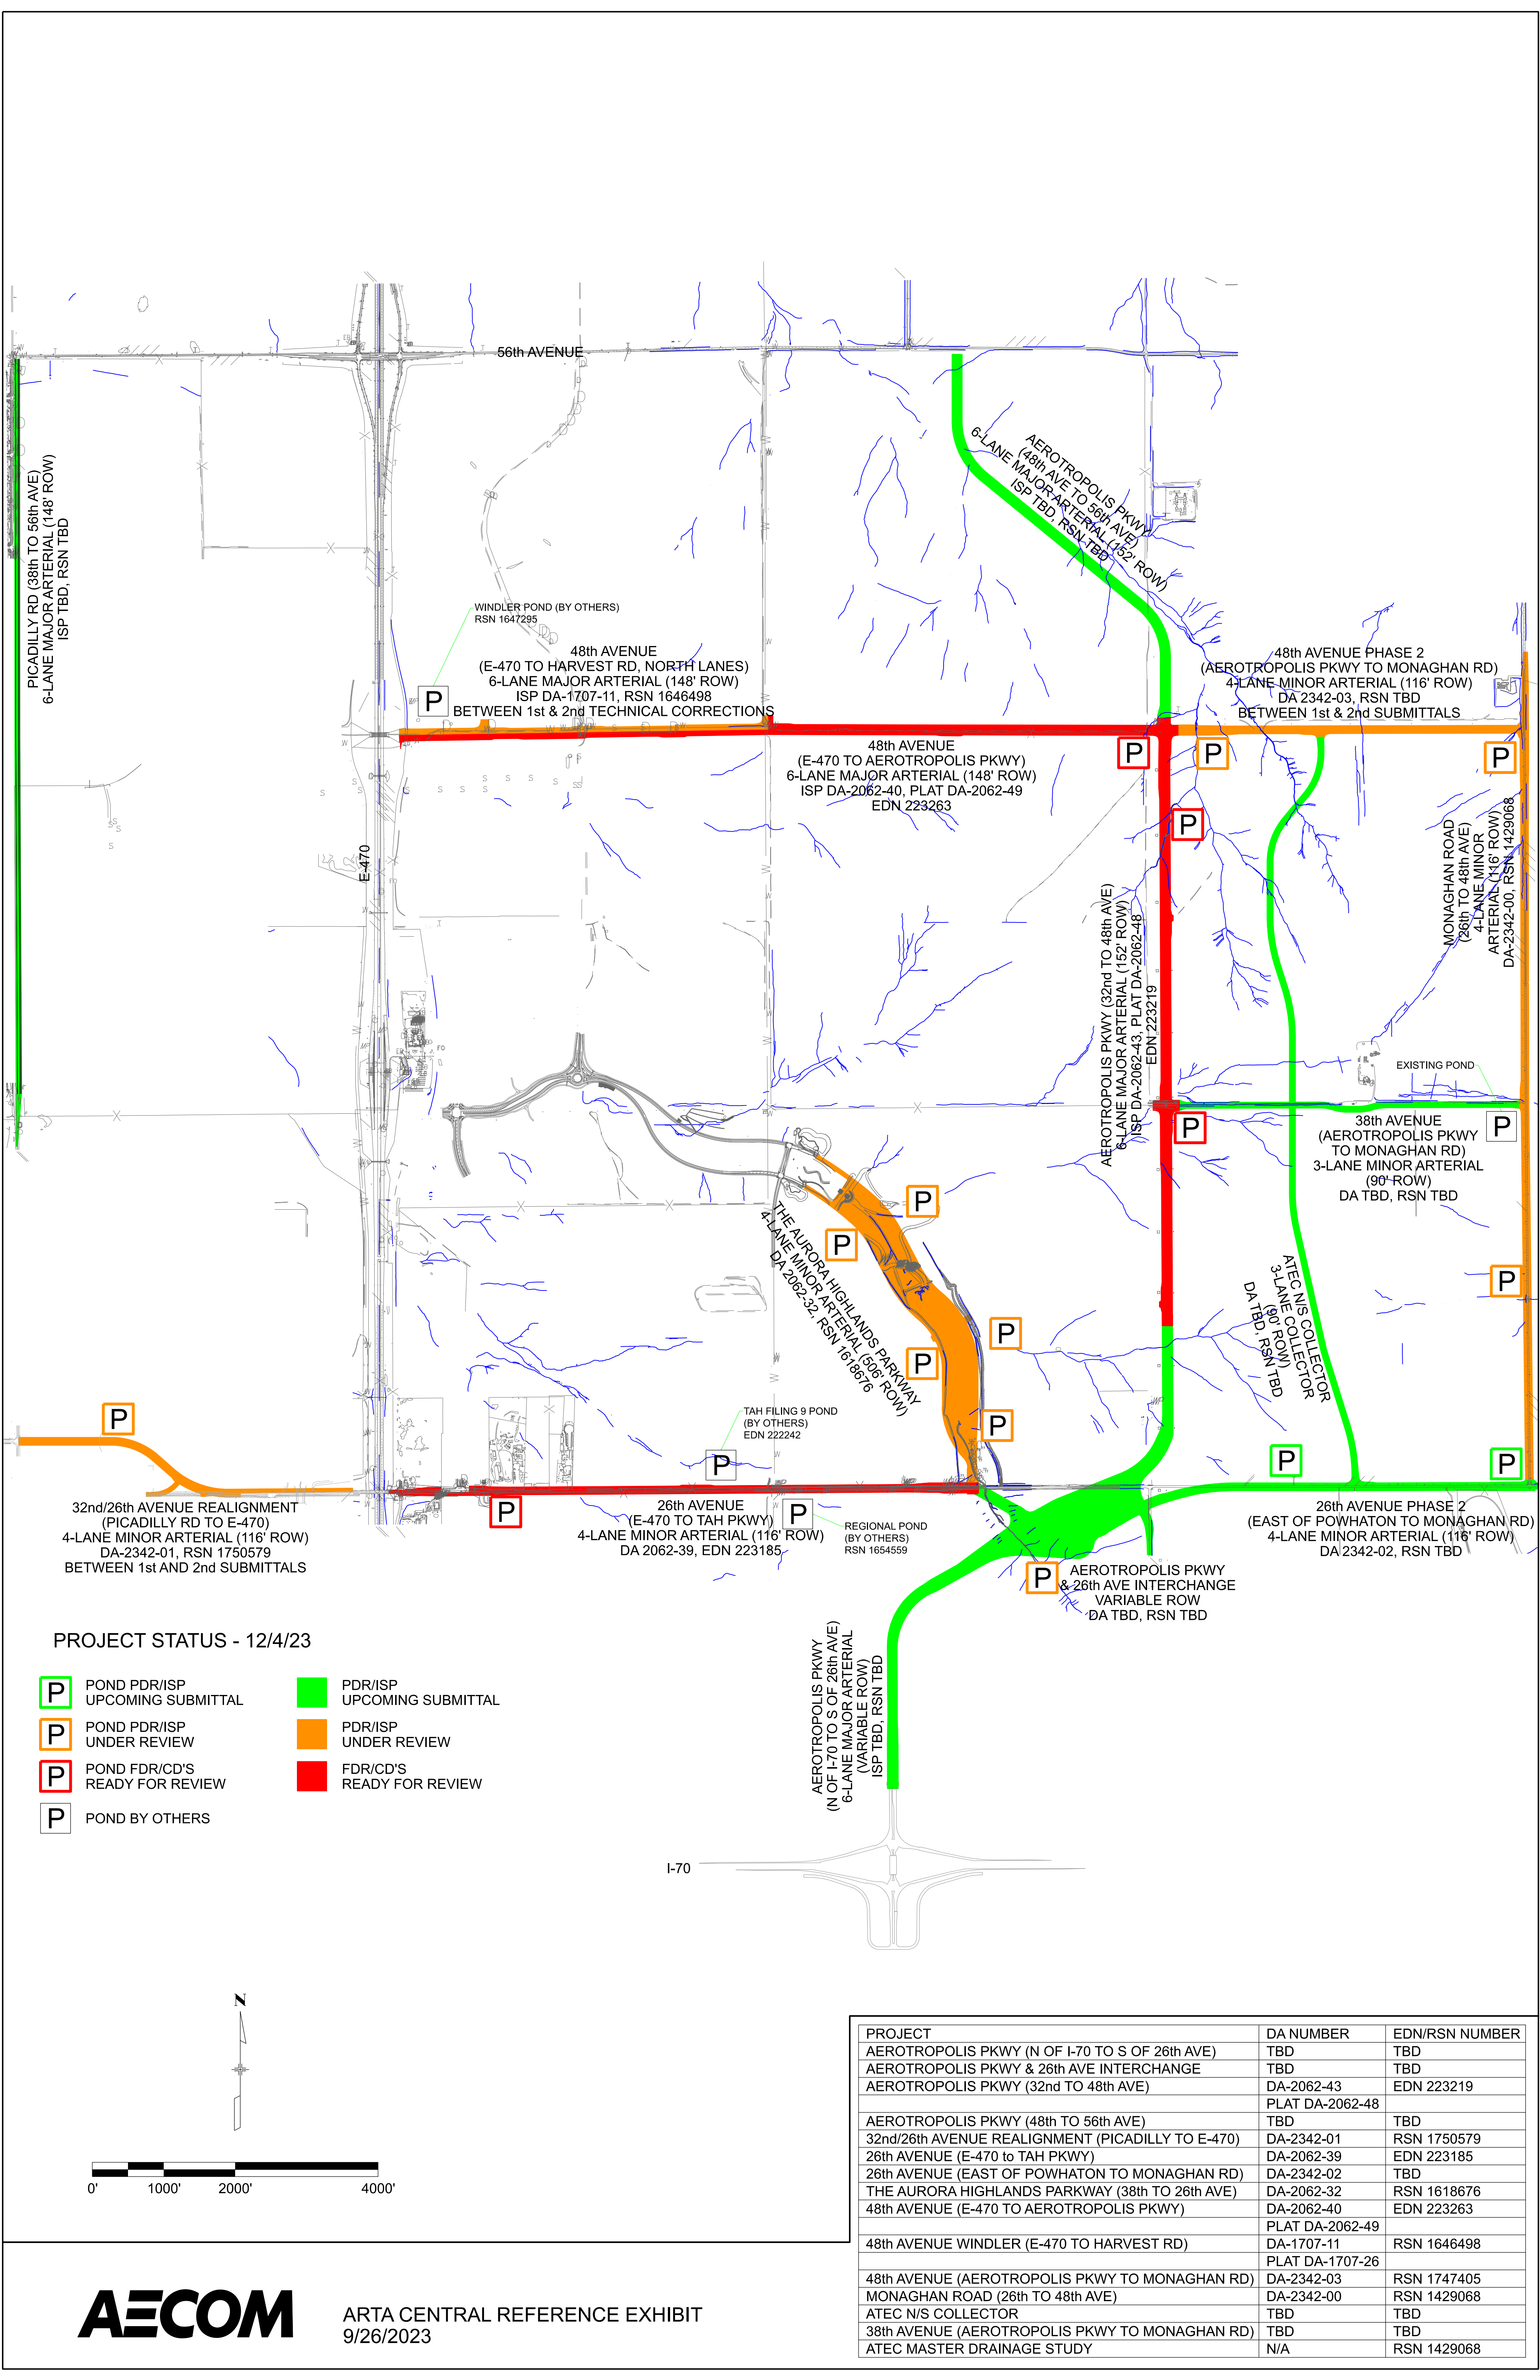 56th AVENUE
PICADILLY RD (38th TO 56th AVE)
6-LANE MAJOR ARTERIAL (148' ROW)
ISP TBD, RSN TBD
AEROTROPOLIS PKWY
(48th AVE TO 56th AVE)
6-LANE MAJOR ARTERIAL (152' ROW)
ISP TBD, RSN TBD
WINDLER POND (BY OTHERS)
RSN 1647295
48th AVENUE
(E-470 TO HARVEST RD, NORTH LANES)
6-LANE MAJOR ARTERIAL (148' ROW)
ISP DA-1707-11, RSN 1646498
BETWEEN 1st & 2nd TECHNICAL CORRECTIONS
P
48th AVENUE PHASE 2
(AEROTROPOLIS PKWY TO MONAGHAN RD)
4-LANE MINOR ARTERIAL (116' ROW)
DA 2342-03, RSN TBD
BETWEEN 1st & 2nd SUBMITTALS
48th AVENUE
(E-470 TO AEROTROPOLIS PKWY)
6-LANE MAJOR ARTERIAL (148' ROW)
ISP DA-2062-40, PLAT DA-2062-49
EDN 223263
P
P
P
P
E-470
MONAGHAN ROAD
(26th TO 48th AVE)
4-LANE MINOR
ARTERIAL (116' ROW)
DA-2342-00, RSN 1429068
AEROTROPOLIS PKWY (32nd TO 48th AVE)
6-LANE MAJOR ARTERIAL (152' ROW)
ISP DA-2062-43, PLAT DA-2062-48
EDN 223219
EXISTING POND
P
P
38th AVENUE
(AEROTROPOLIS PKWY
TO MONAGHAN RD)
3-LANE MINOR ARTERIAL
(90' ROW)
DA TBD, RSN TBD
P
P
THE AURORA HIGHLANDS PARKWAY
4-LANE MINOR ARTERIAL (506' ROW)
DA 2062-32, RSN 1618676
ATEC N/S COLLECTOR
3-LANE COLLECTOR
(90' ROW)
DA TBD, RSN TBD
P
P
P
P
P
TAH FILING 9 POND
(BY OTHERS)
EDN 222242
P
P
P
32nd/26th AVENUE REALIGNMENT
(PICADILLY RD TO E-470)
4-LANE MINOR ARTERIAL (116' ROW)
DA-2342-01, RSN 1750579
BETWEEN 1st AND 2nd SUBMITTALS
P
26th AVENUE
(E-470 TO TAH PKWY)
4-LANE MINOR ARTERIAL (116' ROW)
DA 2062-39, EDN 223185
P
REGIONAL POND
(BY OTHERS)
RSN 1654559
26th AVENUE PHASE 2
(EAST OF POWHATON TO MONAGHAN RD)
4-LANE MINOR ARTERIAL (116' ROW)
DA 2342-02, RSN TBD
P
AEROTROPOLIS PKWY
& 26th AVE INTERCHANGE
VARIABLE ROW
DA TBD, RSN TBD
AEROTROPOLIS PKWY
(N OF I-70 TO S OF 26th AVE)
6-LANE MAJOR ARTERIAL
(VARIABLE ROW)
ISP TBD, RSN TBD
I-70
PROJECT STATUS - 12/4/23
P POND PDR/ISP
UPCOMING SUBMITTAL
PDR/ISP
UPCOMING SUBMITTAL
P POND PDR/ISP
UNDER REVIEW
PDR/ISP
UNDER REVIEW
P POND FDR/CD'S
READY FOR REVIEW
FDR/CD'S
READY FOR REVIEW
P POND BY OTHERS
N
0' 1000' 2000' 4000'
PROJECT DA NUMBER EDN/RSN NUMBER
AEROTROPOLIS PKWY (N OF I-70 TO S OF 26th AVE) TBD TBD
AEROTROPOLIS PKWY & 26th AVE INTERCHANGE TBD TBD
AEROTROPOLIS PKWY (32nd TO 48th AVE) DA-2062-43 EDN 223219
PLAT DA-2062-48
AEROTROPOLIS PKWY (48th TO 56th AVE) TBD TBD
32nd/26th AVENUE REALIGNMENT (PICADILLY TO E-470) DA-2342-01 RSN 1750579
26th AVENUE (E-470 to TAH PKWY) DA-2062-39 EDN 223185
26th AVENUE (EAST OF POWHATON TO MONAGHAN RD) DA-2342-02 TBD
THE AURORA HIGHLANDS PARKWAY (38th TO 26th AVE) DA-2062-32 RSN 1618676
48th AVENUE (E-470 TO AEROTROPOLIS PKWY) DA-2062-40 EDN 223263
PLAT DA-2062-49
48th AVENUE WINDLER (E-470 TO HARVEST RD) DA-1707-11 RSN 1646498
PLAT DA-1707-26
48th AVENUE (AEROTROPOLIS PKWY TO MONAGHAN RD) DA-2342-03 RSN 1747405
MONAGHAN ROAD (26th TO 48th AVE) DA-2342-00 RSN 1429068
ATEC N/S COLLECTOR TBD TBD
38th AVENUE (AEROTROPOLIS PKWY TO MONAGHAN RD) TBD TBD
ATEC MASTER DRAINAGE STUDY N/A RSN 1429068
AECOM
ARTA CENTRAL REFERENCE EXHIBIT
9/26/2023